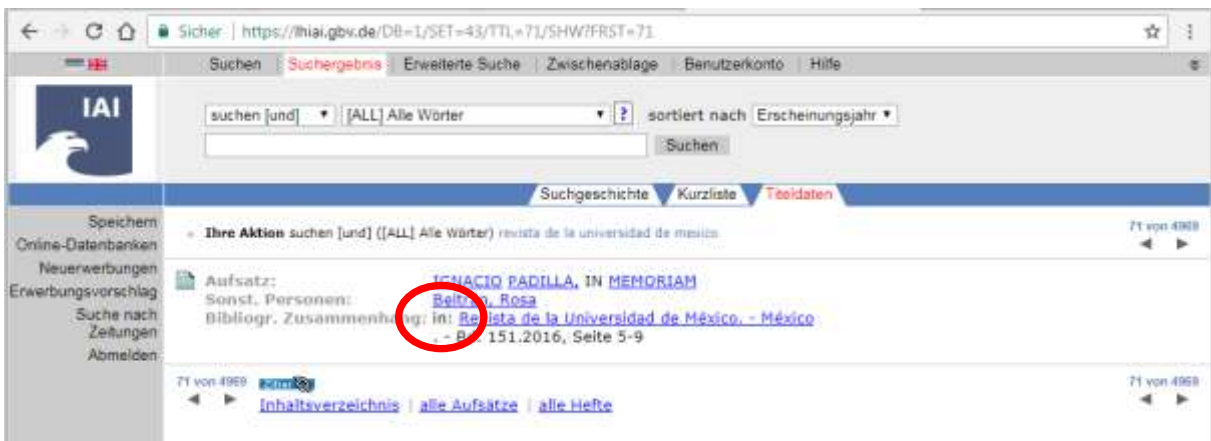 Sicher | https://lhiai.gbv.de/DB=1/SET=43/TTL=71/SHW?FRST=71
Suchen | Suchergebnis | Erweiterte Suche | Zwischenablage | Benutzerkonto | Hilfe
IAI
suchen [und] [ALL] Alle Wörter ? sortiert nach Erscheinungsjahr
Suchen
Suchgeschichte Kurzliste Titeldaten
Speichern
Online-Datenbanken
Neuerwerbungen
Erwerbungsvorschlag
Suche nach
Zeitungen
Abmelden
Ihre Aktion suchen [und] ([ALL] Alle Wörter) revista de la universidad de mexico
71 von 4969
Aufsatz: IGNACIO PADILLA, IN MEMORIAM
Sonst. Personen: Beltrán, Rosa
Bibliogr. Zusammenhang: in: Revista de la Universidad de México. - México
. - Bd. 151.2016, Seite 5-9
71 von 4969
71 von 4969
Inhaltsverzeichnis | alle Aufsätze | alle Hefte